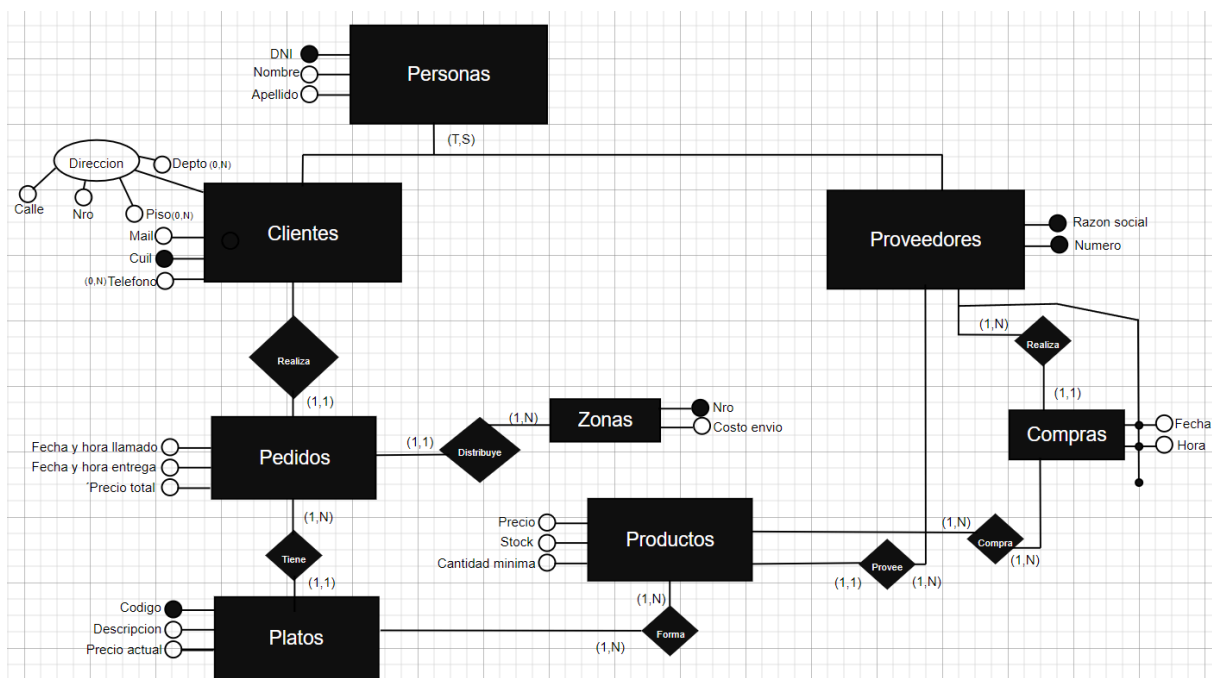 DNI
Nombre
Apellido
Personas
(T,S)
Direccion
Depto (0,N)
Calle
Nro
Piso(0,N)
Mail
Cuil
(0,N)Telefono
Clientes
Proveedores
Razon social
Numero
Realiza
(1,1)
(1,N)
Realiza
(1,1)
Fecha y hora llamado
Fecha y hora entrega
´Precio total
Pedidos
(1,1)
Distribuye
(1,N)
Zonas
Nro
Costo envio
Compras
Fecha
Hora
(1,N)
Tiene
(1,1)
Precio
Stock
Cantidad minima
Productos
(1,N)
Compra
(1,N)
(1,1)
Provee
(1,N)
Codigo
Descripcion
Precio actual
Platos
(1,N)
Forma
(1,N)